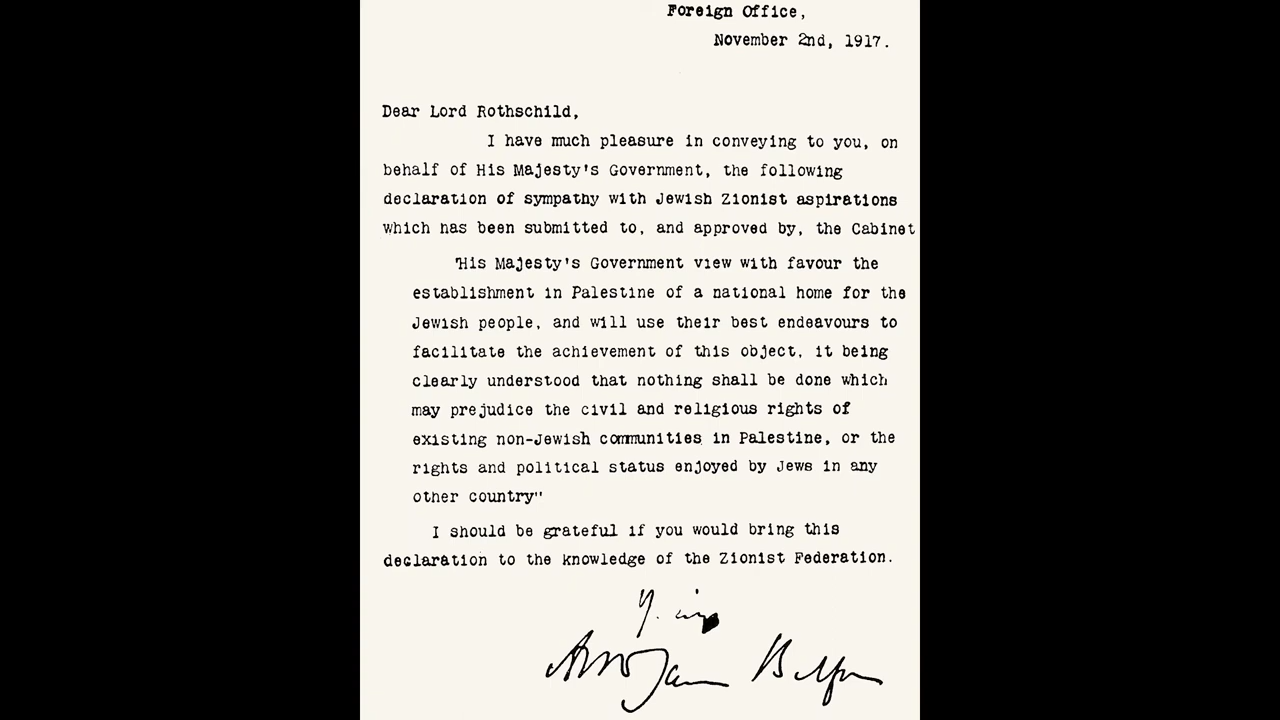 Foreign Office,
November 2nd, 1917.
Dear Lord Rothschild,
I have much pleasure in conveying to you, on
behalf of His Majesty's Government, the following
declaration of sympathy with Jewish Zionist aspirations
which has been submitted to, and approved by, the Cabinet
"His Majesty's Government view with favour the
establishment in Palestine of a national home for the
Jewish people, and will use their best endeavours to
facilitate the achievement of this object, it being
clearly understood that nothing shall be done which
may prejudice the civil and religious rights of
existing non-Jewish communities in Palestine, or the
rights and political status enjoyed by Jews in any
other country"
I should be grateful if you would bring this
declaration to the knowledge of the Zionist Federation.
Arthur James Balfour